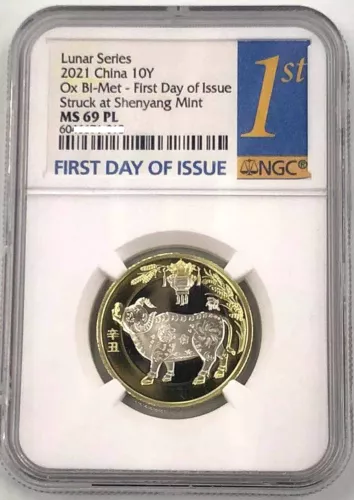 Lunar Series
2021 China 10Y
Ox Bi-Met - First Day of Issue
Struck at Shenyang Mint
MS 69 PL
1st
FIRST DAY OF ISSUE
NGC®
辛
丑